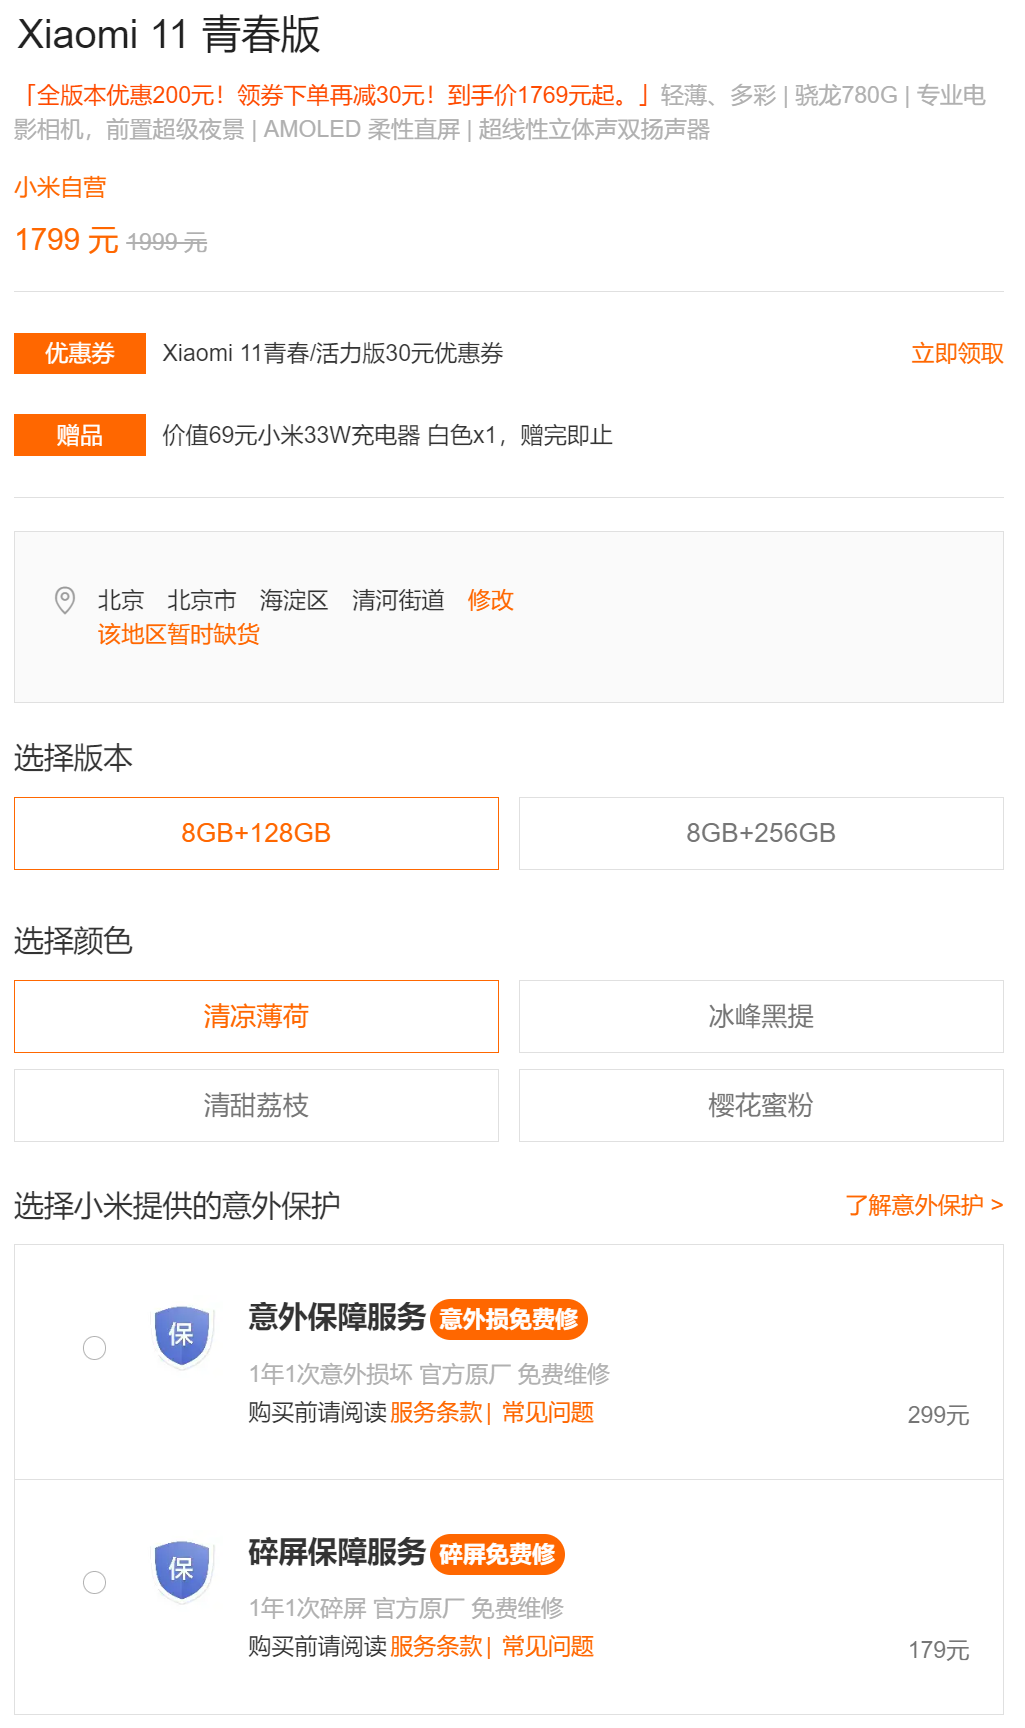 Xiaomi 11 青春版
「全版本优惠200元！领券下单再减30元！到手价1769元起。」轻薄、多彩 | 骁龙780G | 专业电
影相机，前置超级夜景 | AMOLED 柔性直屏 | 超线性立体声双扬声器
小米自营
1799 元 1999 元
优惠券 Xiaomi 11青春/活力版30元优惠券 立即领取
赠品 价值69元小米33W充电器 白色x1，赠完即止
北京 北京市 海淀区 清河街道 修改
该地区暂时缺货
选择版本
8GB+128GB 8GB+256GB
选择颜色
清凉薄荷 冰峰黑提
清甜荔枝 樱花蜜粉
选择小米提供的意外保护 了解意外保护 >
保 意外保障服务 意外损免费修
1年1次意外损坏 官方原厂 免费维修
购买前请阅读 服务条款 | 常见问题
299元
保 碎屏保障服务 碎屏免费修
1年1次碎屏 官方原厂 免费维修
购买前请阅读 服务条款 | 常见问题
179元